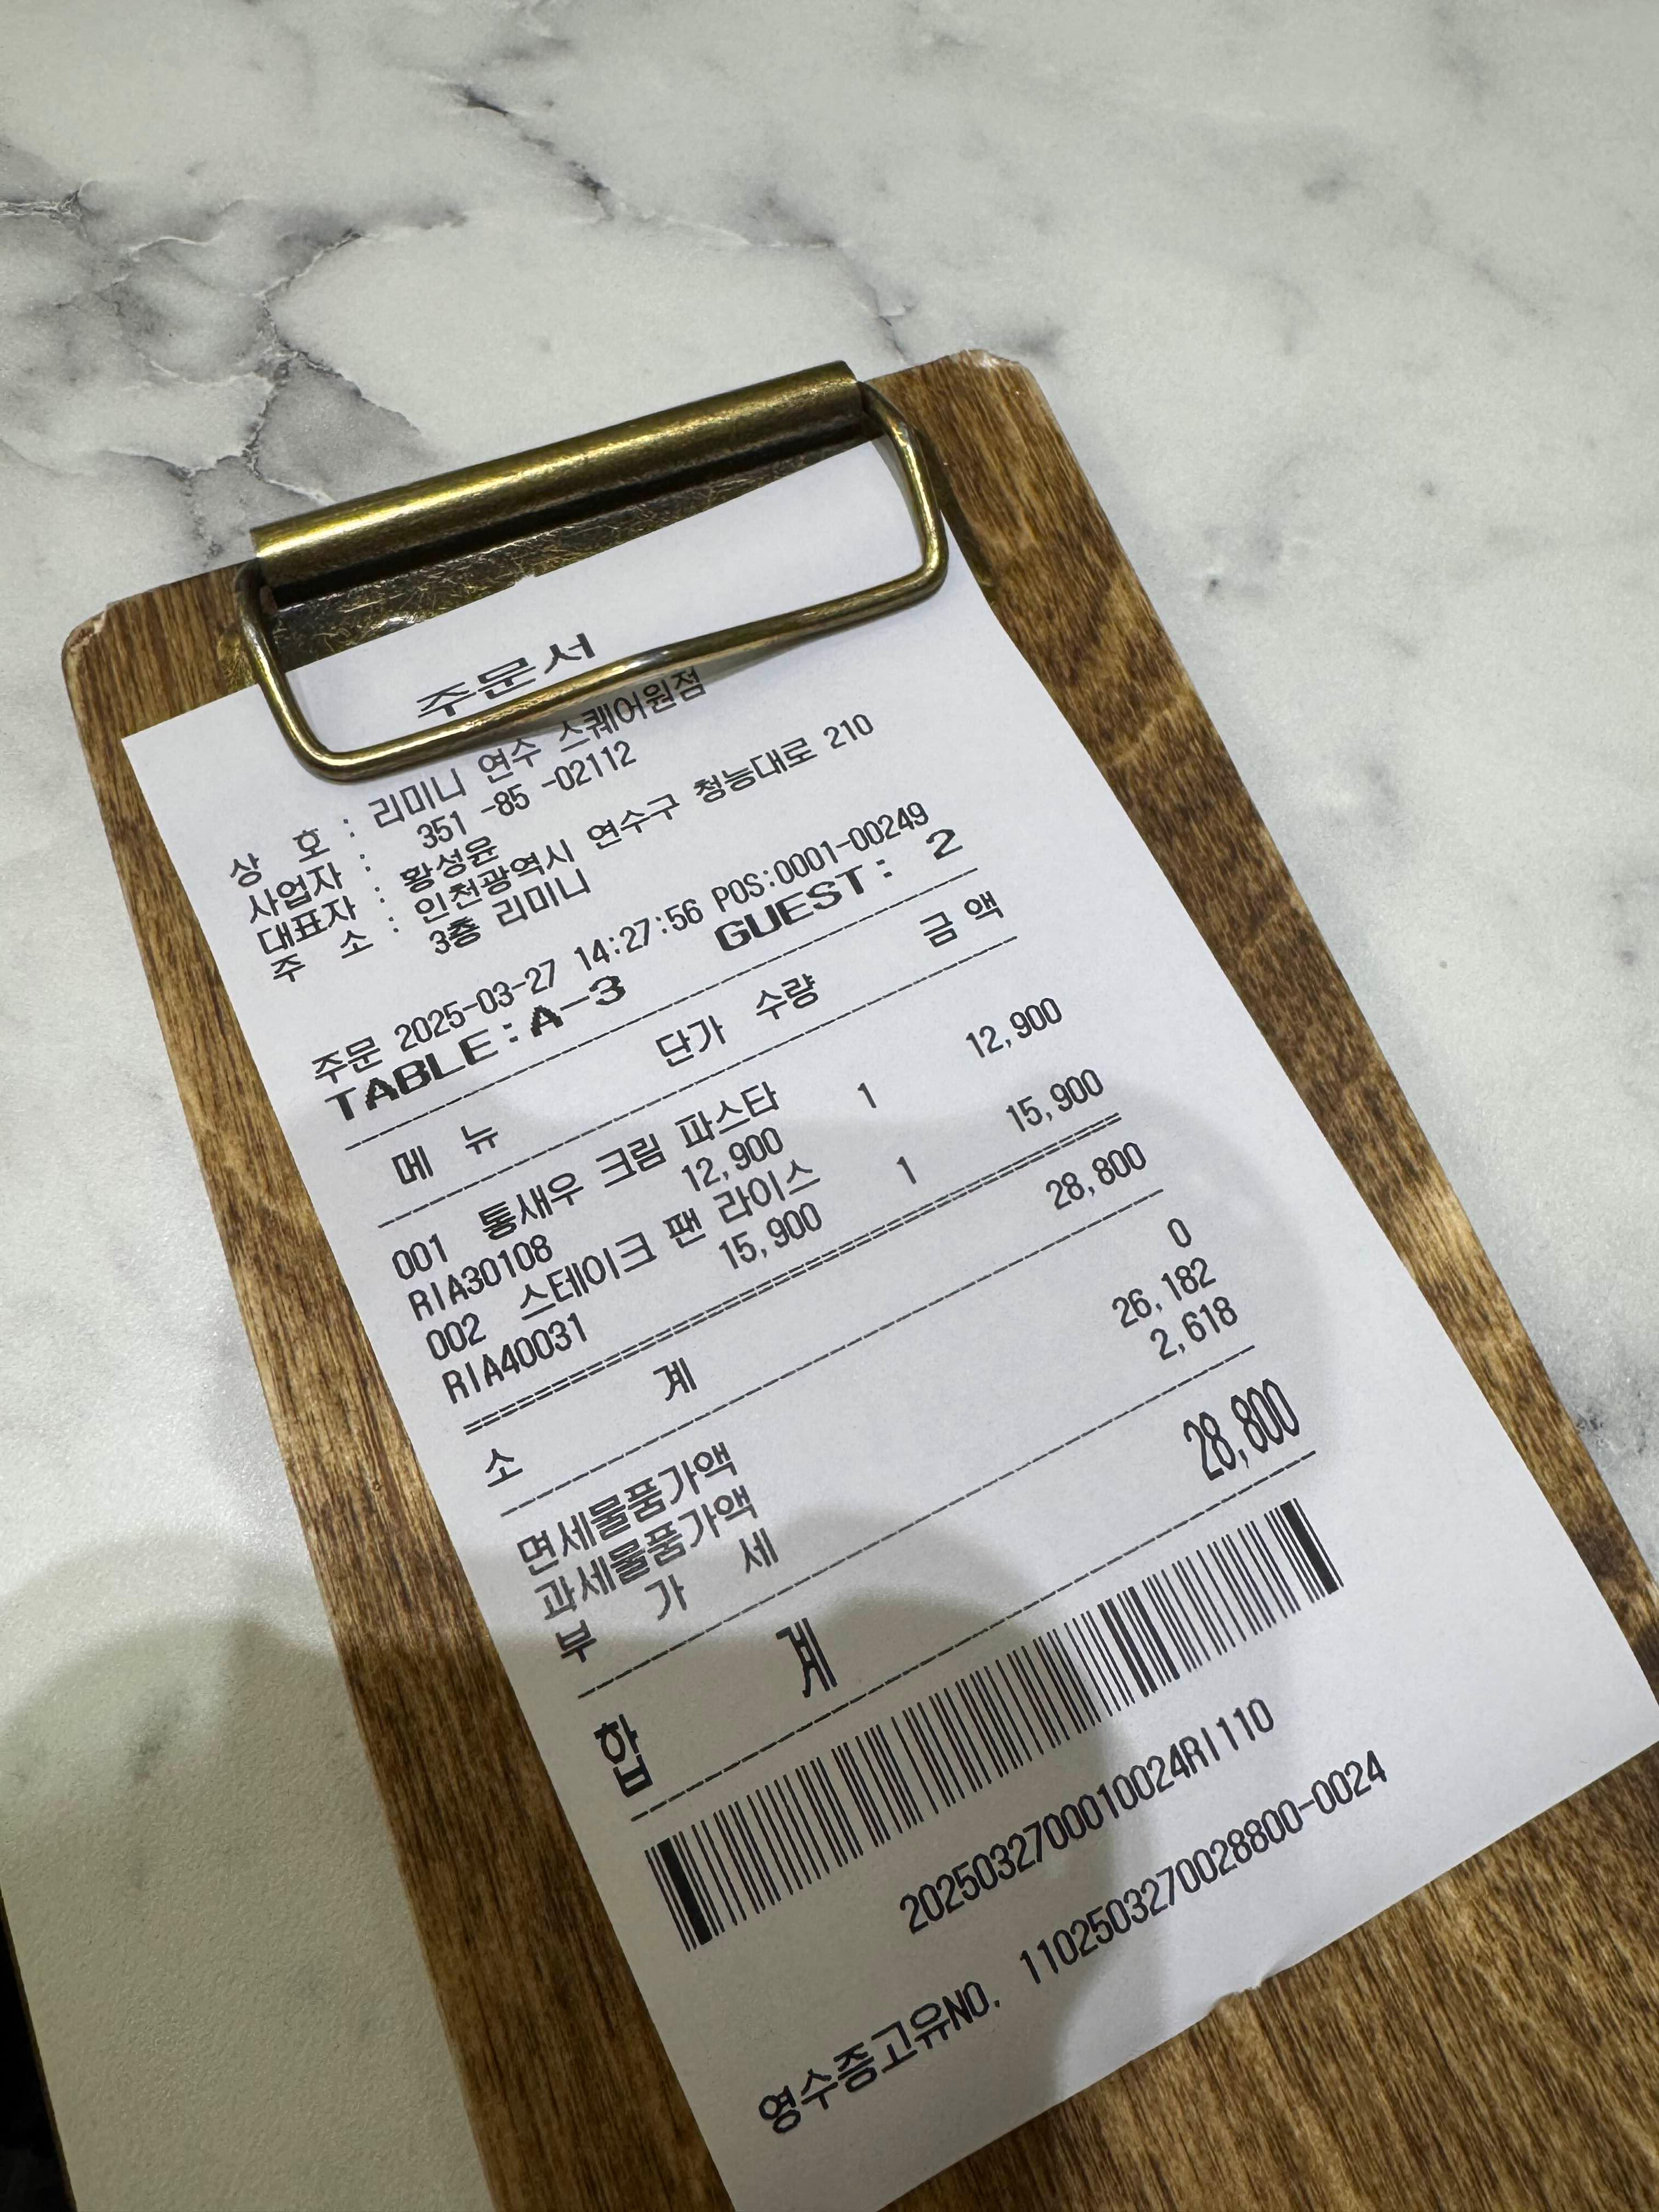 주문서
상 호 : 리미니 연수 스퀘어원점
사업자 : 351 -85 -02112
대표자 : 황성윤
주 소 : 인천광역시 연수구 청능대로 210
3층 리미니
주문 2025-03-27 14:27:56 POS:0001-00249
TABLE:A-3 GUEST: 2
메 뉴 단가 수량 금 액
001 통새우 크림 파스타
RIA30108 12,900 1 12,900
002 스테이크 팬 라이스
RIA40031 15,900 1 15,900
소 계 28,800
면세물품가액 0
과세물품가액 26,182
부 가 세 2,618
합 계 28,800
2025032700010024RI110
영수증고유NO. 1102503270028800-0024